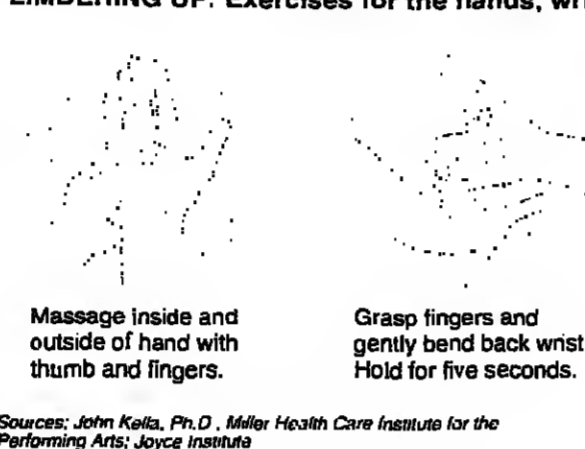 LIMBERING UP: Exercises for the hands,
Massage inside and
outside of hand with
thumb and fingers.
Grasp fingers and
gently bend back wrist
Hold for five seconds.
Sources: John Kella, Ph.D., Miller Health Care Institute for the
Performing Arts; Joyce Institute